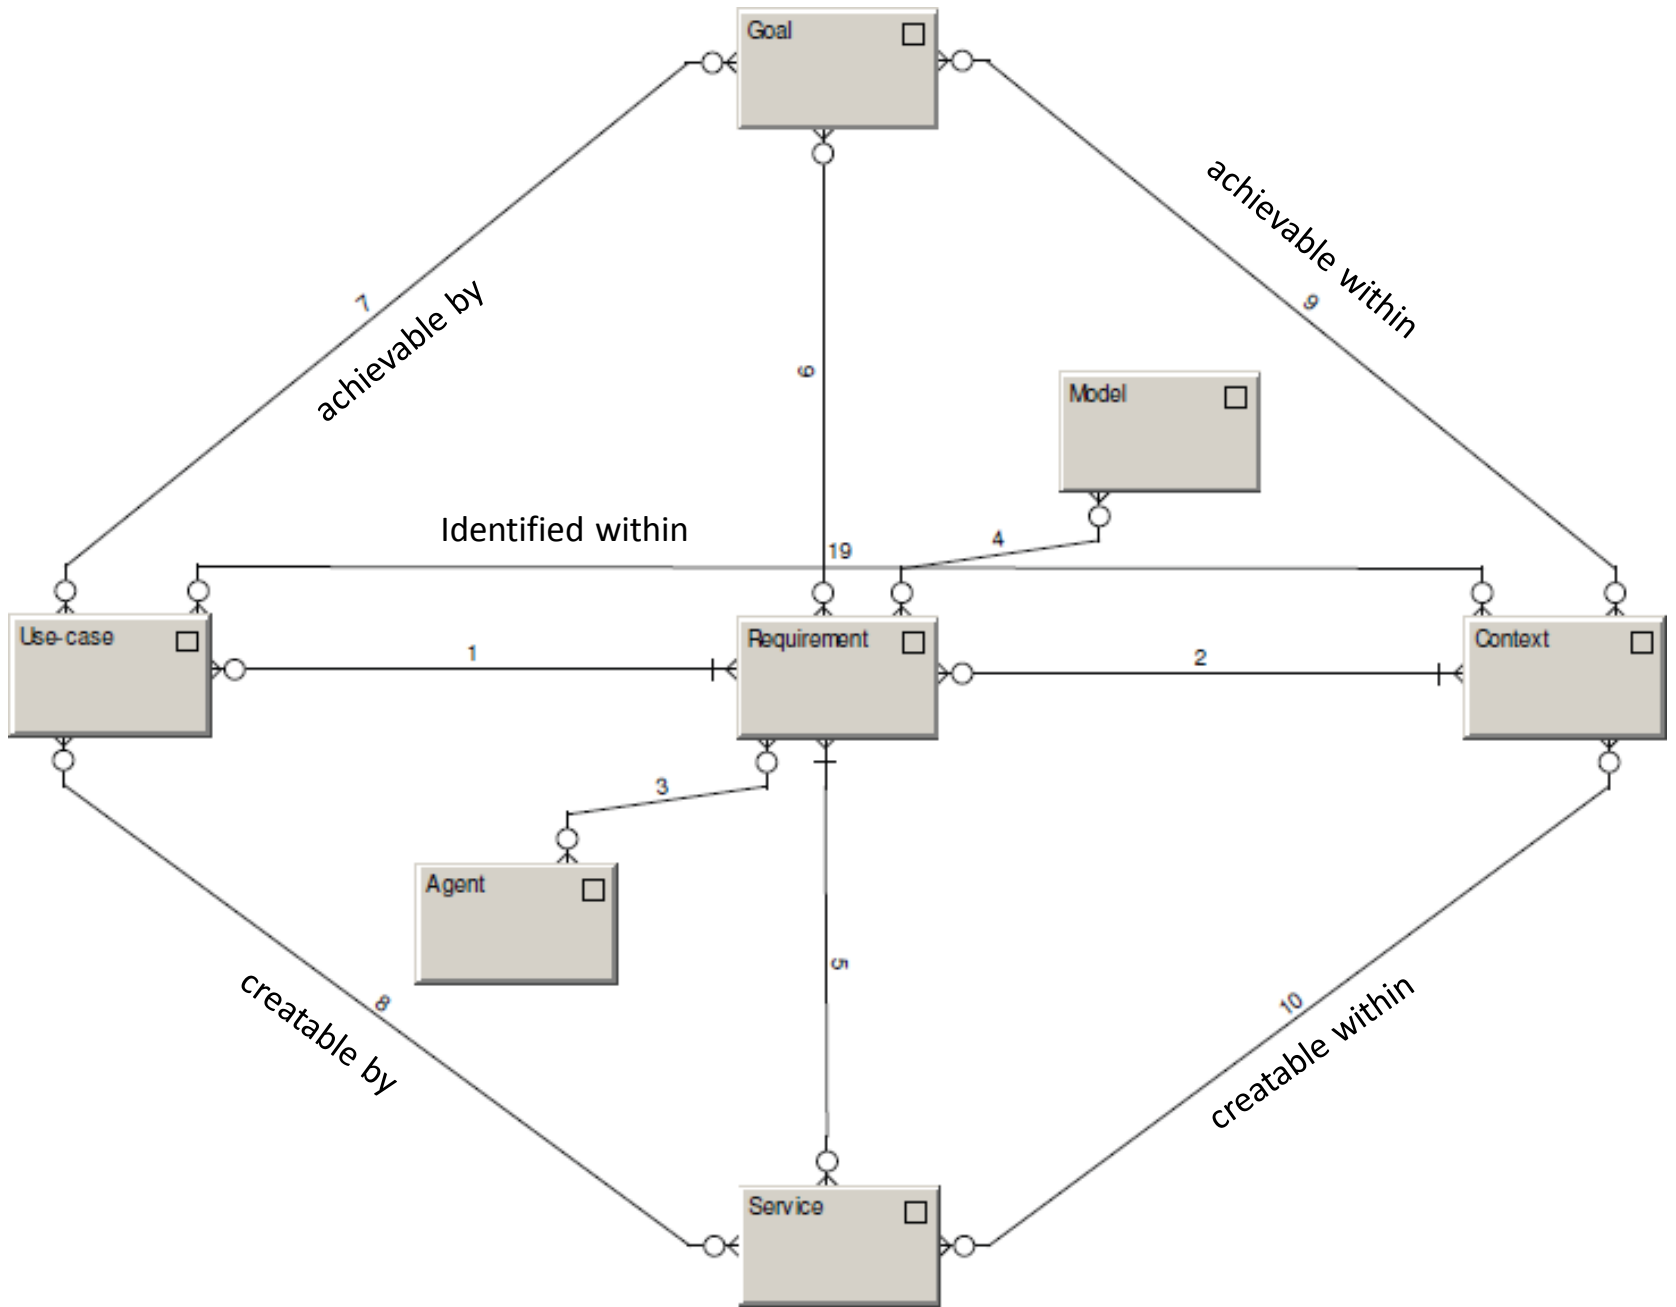 Goal
achievable within
7
achievable by
9
6
Model
Identified within
19
4
Use-case
1
Requirement
2
Context
3
Agent
5
8
creatable by
10
creatable within
Service